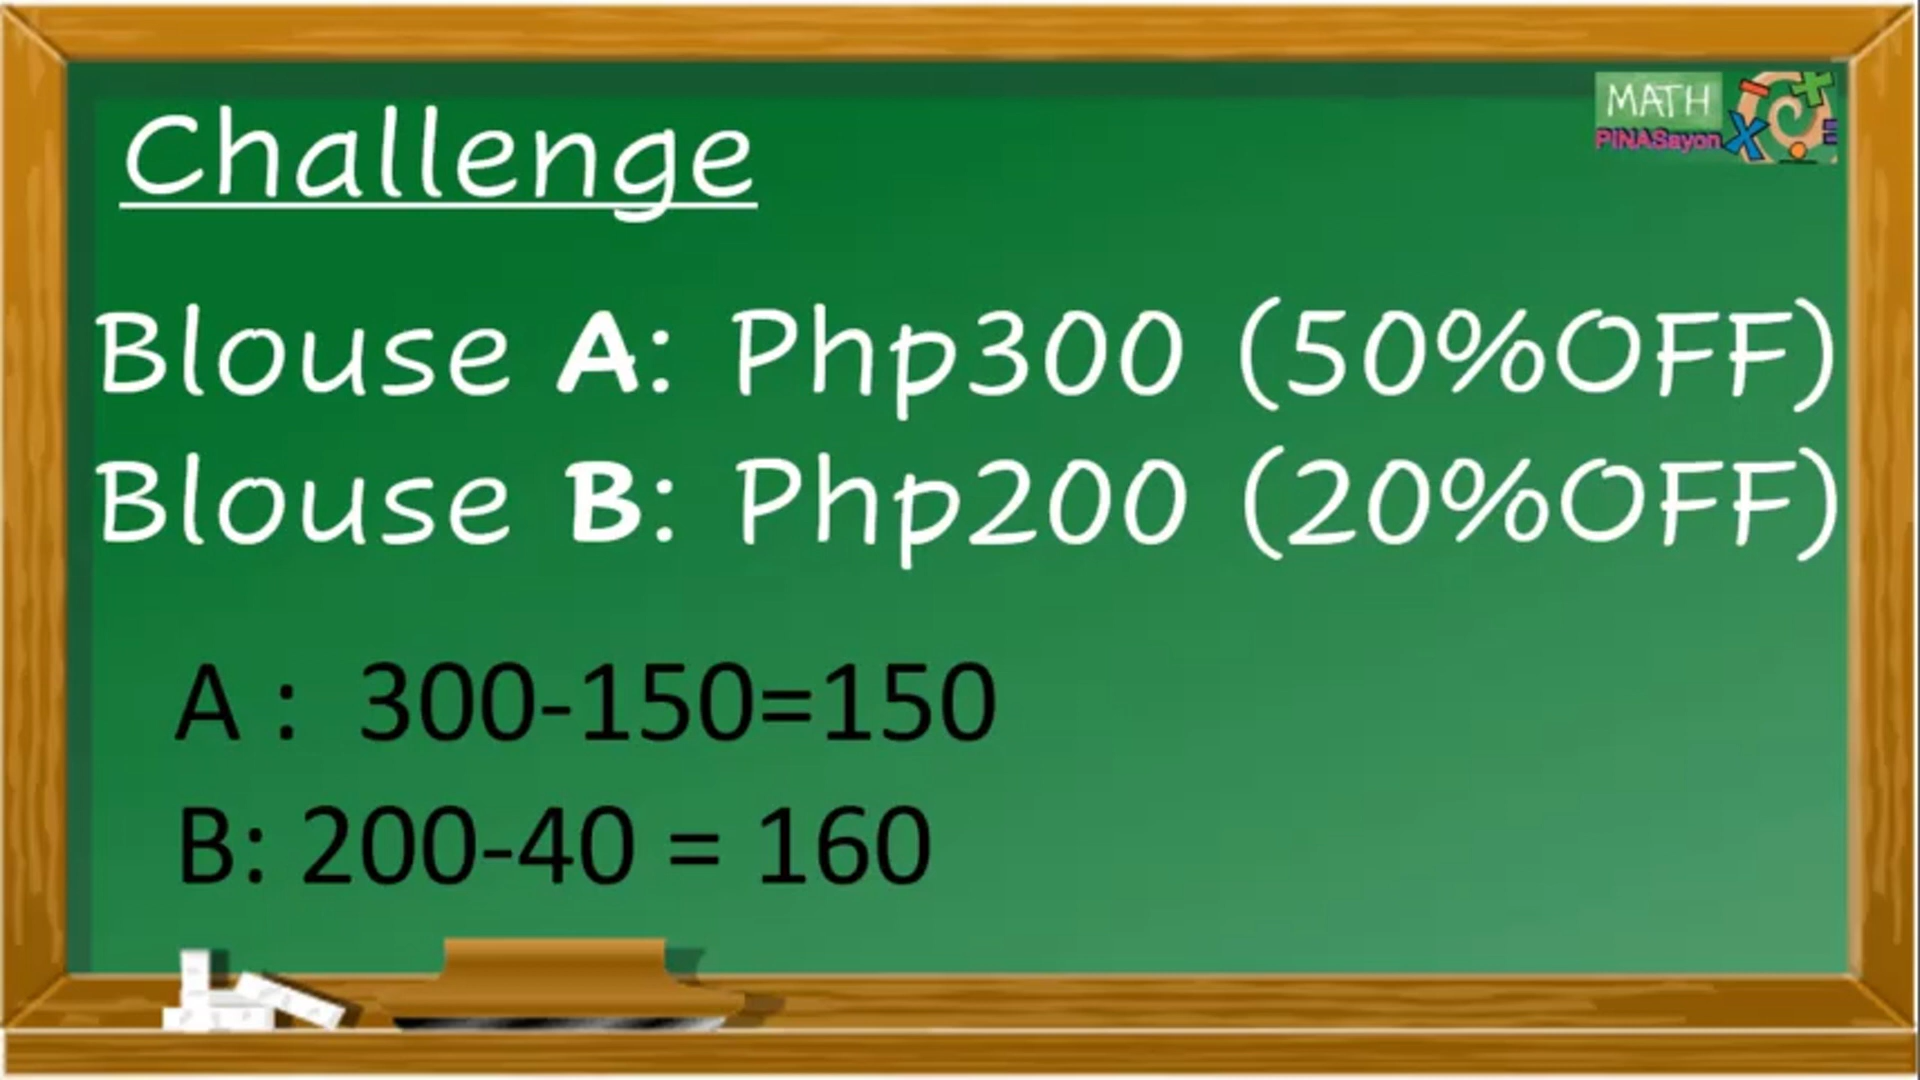 MATH
PINASayon
Challenge
Blouse A: Php300 (50%OFF)
Blouse B: Php200 (20%OFF)
A : 300-150=150
B: 200-40 = 160